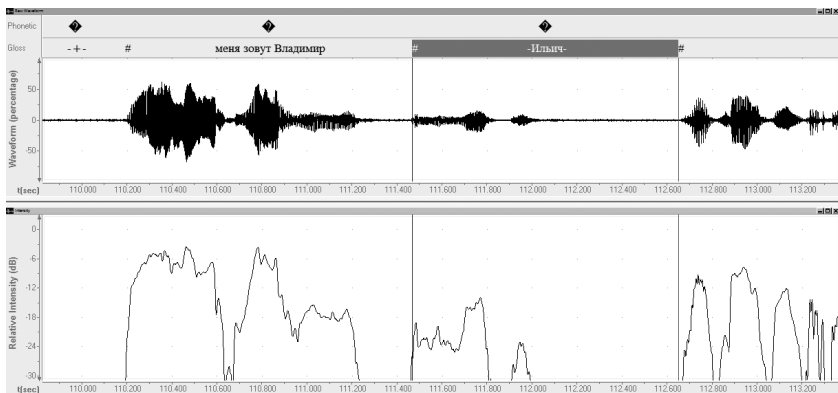 Phonetic � � �
Gloss -+- # меня зовут Владимир # -Ильич- #
Waveform (percentage)
50-
0-
-50-
t[sec] 110.000 110.200 110.400 110.600 110.800 111.000 111.200 111.400 111.600 111.800 112.000 112.200 112.400 112.600 112.800 113.000 113.200
Intensity
Relative Intensity (dB)
0-
-6-
-12-
-18-
-24-
-30-
t[sec] 110.000 110.200 110.400 110.600 110.800 111.000 111.200 111.400 111.600 111.800 112.000 112.200 112.400 112.600 112.800 113.000 113.200